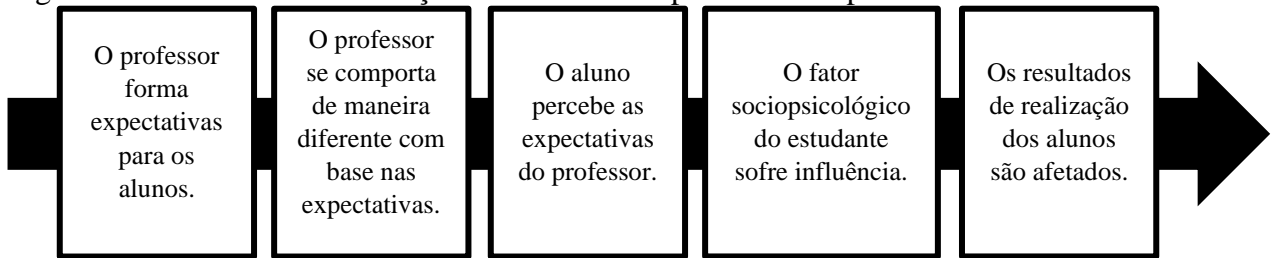 O professor
forma
expectativas
para os
alunos.
O professor
se comporta
de maneira
diferente com
base nas
expectativas.
O aluno
percebe as
expectativas
do professor.
O fator
sociopsicológico
do estudante
sofre influência.
Os resultados
de realização
dos alunos
são afetados.